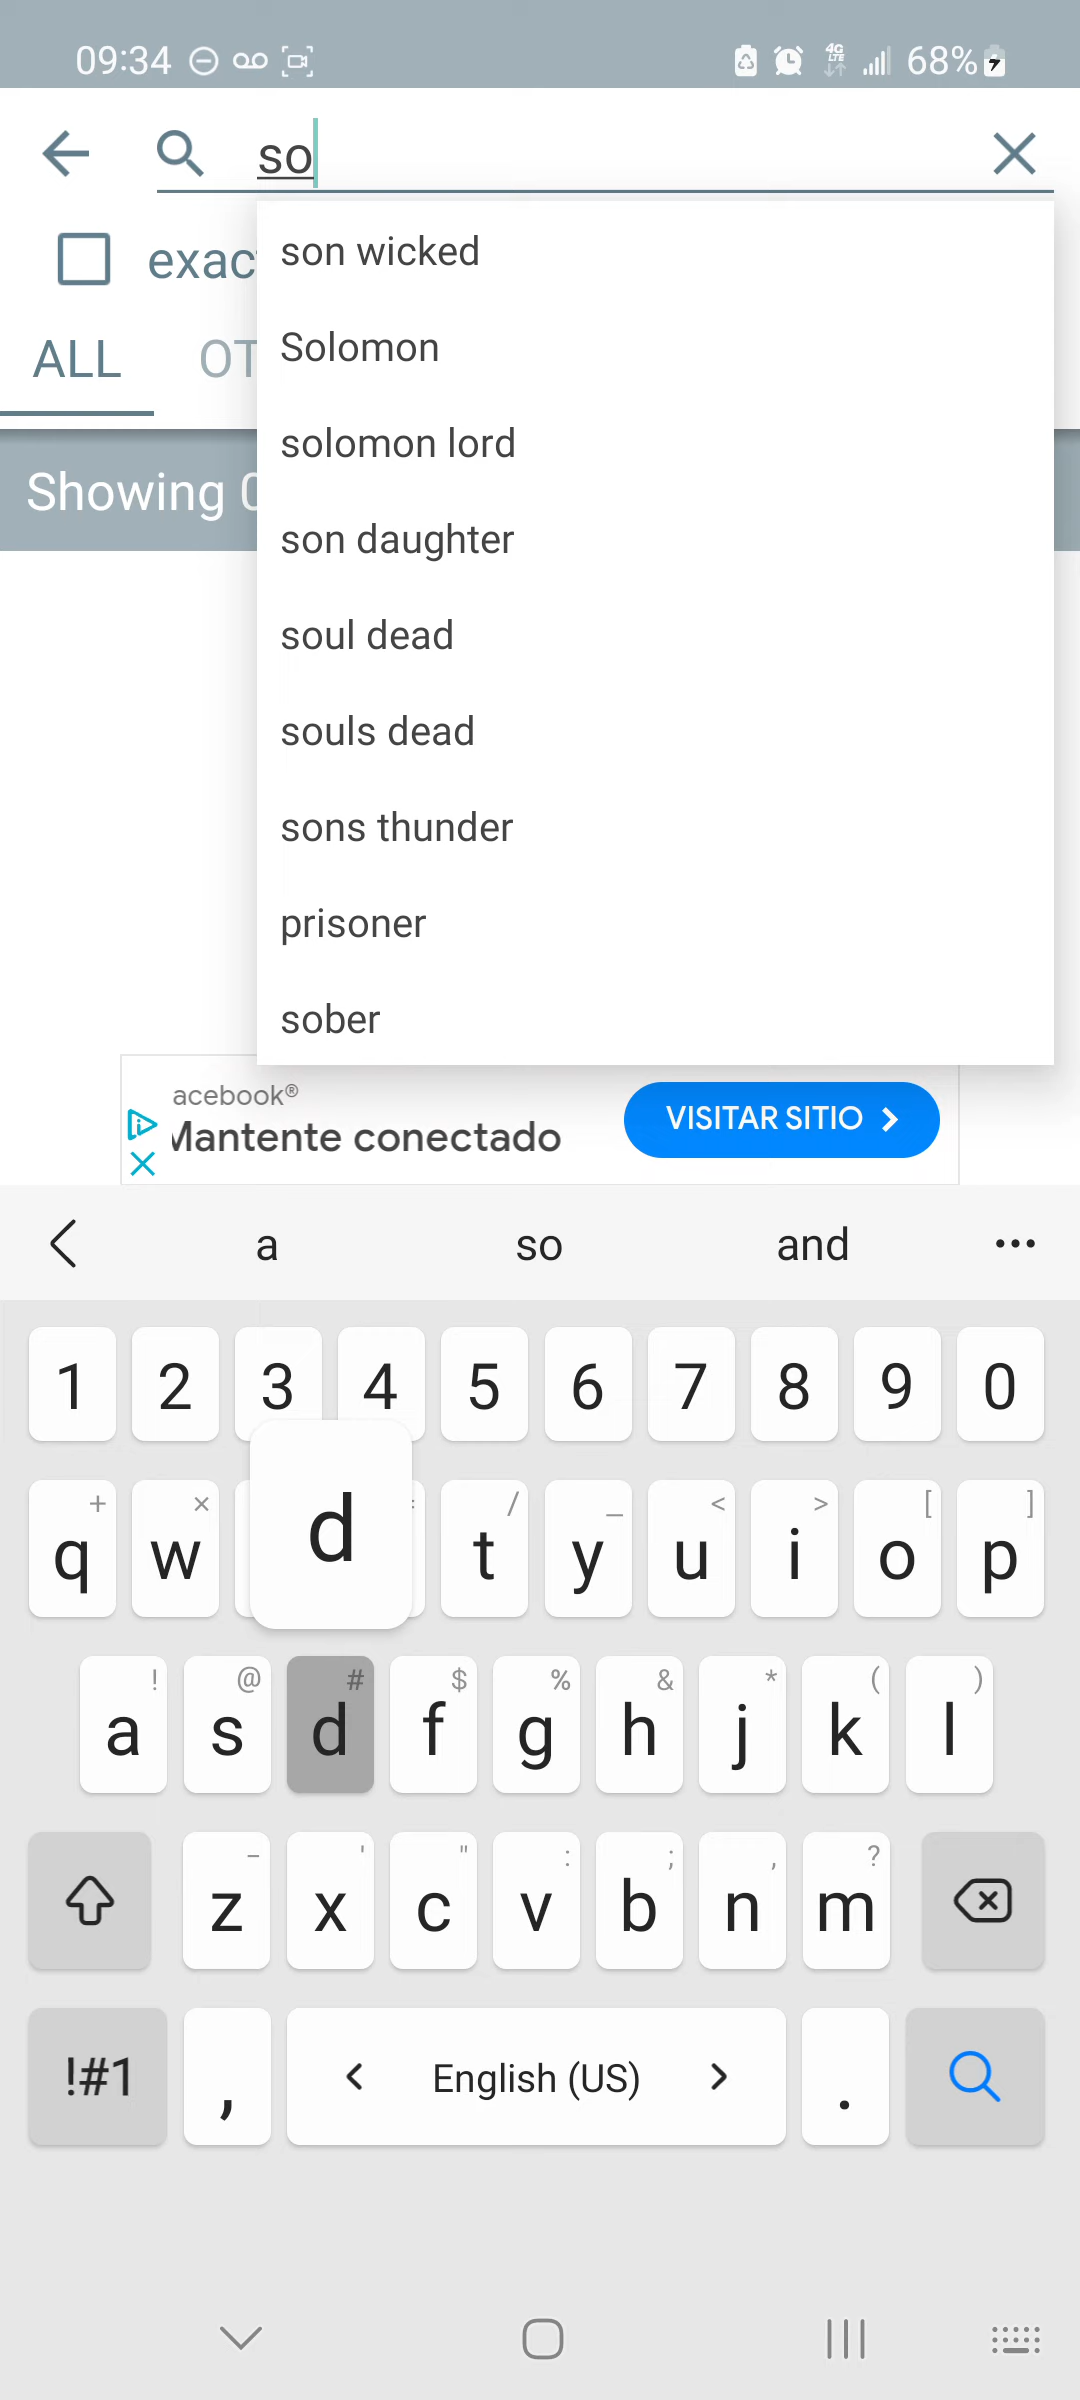 09:34 4G LTE 68%
so
exac
ALL OT
Showing
son wicked
Solomon
solomon lord
son daughter
soul dead
souls dead
sons thunder
prisoner
sober
acebook®
Mantente conectado
VISITAR SITIO
a so and
1 2 3 4 5 6 7 8 9 0
+ × / _ < > [ ]
q w d t y u i o p
! @ # $ % & * ( )
a s d f g h j k l
- ' " : ; , ?
z x c v b n m
!#1 , < English (US) > .